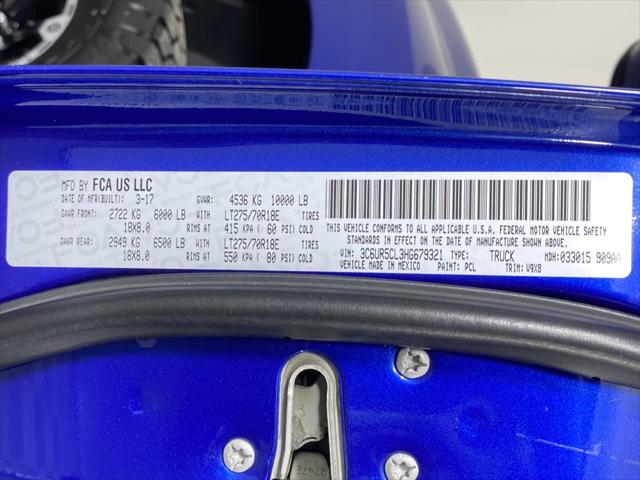 MFD BY FCA US LLC
DATE OF MFR(BUILT): 3-17 GVWR: 4536 KG 10000 LB
GAWR FRONT: 2722 KG 6000 LB WITH LT275/70R18E TIRES
18X8.0 RIMS AT 415 KPA ( 60 PSI) COLD
GAWR REAR: 2949 KG 6500 LB WITH LT275/70R18E TIRES
18X8.0 RIMS AT 550 KPA ( 80 PSI) COLD
THIS VEHICLE CONFORMS TO ALL APPLICABLE U.S.A. FEDERAL MOTOR VEHICLE SAFETY
STANDARDS IN EFFECT ON THE DATE OF MANUFACTURE SHOWN ABOVE.
VIN: 3C6UR5CL3HG679321 TYPE: TRUCK MDH: 033015 909AA
VEHICLE MADE IN MEXICO PAINT: PCL TRIM: V9X8